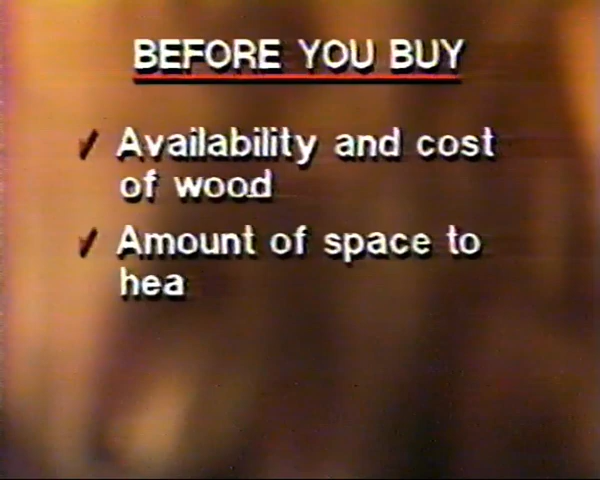 BEFORE YOU BUY
✓ Availability and cost
of wood
✓ Amount of space to
hea